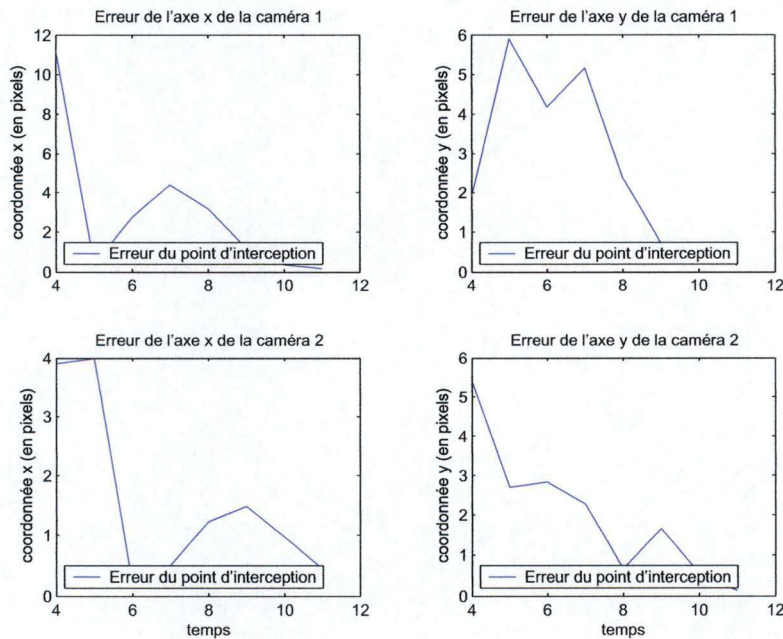 Erreur de l'axe x de la caméra 1
coordonnée x (en pixels)
12
10
8
6
4
2
0
Erreur du point d'interception
4 6 8 10 12
Erreur de l'axe y de la caméra 1
coordonnée y (en pixels)
6
5
4
3
2
1
0
Erreur du point d'interception
4 6 8 10 12
Erreur de l'axe x de la caméra 2
coordonnée x (en pixels)
4
3
2
1
0
Erreur du point d'interception
4 6 8 10 12
temps
Erreur de l'axe y de la caméra 2
coordonnée y (en pixels)
6
5
4
3
2
1
0
Erreur du point d'interception
4 6 8 10 12
temps